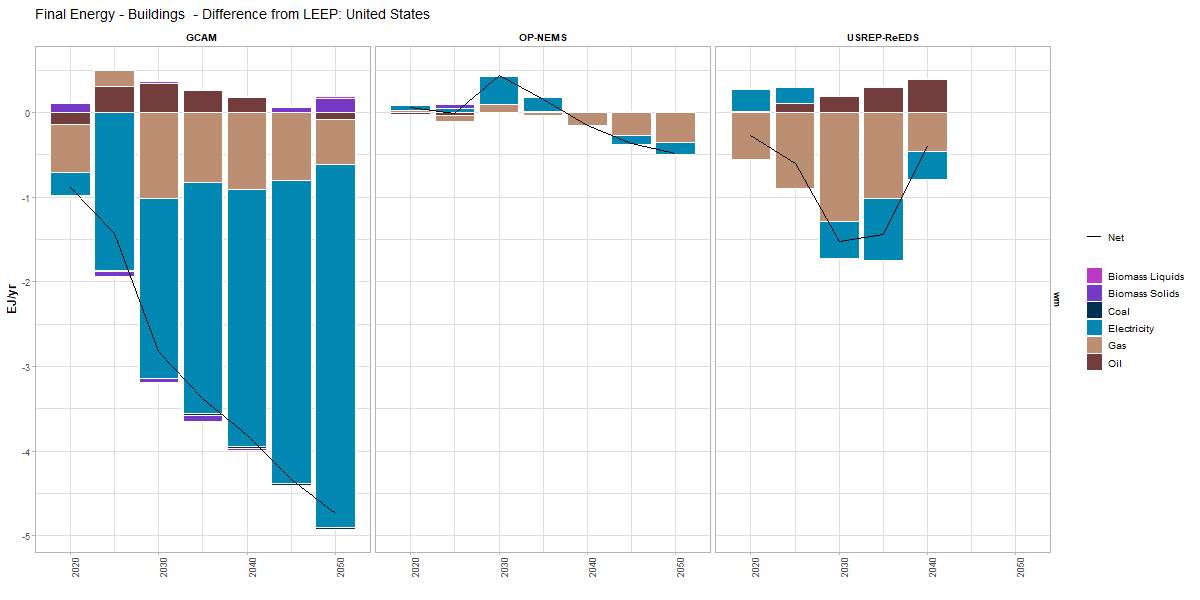 Final Energy - Buildings - Difference from LEEP: United States
GCAM
OP-NEMS
USREP-ReEDS
EJ/yr
0
-1
-2
-3
-4
-5
2020
2030
2040
2050
2020
2030
2040
2050
2020
2030
2040
2050
wm
Net
Biomass Liquids
Biomass Solids
Coal
Electricity
Gas
Oil